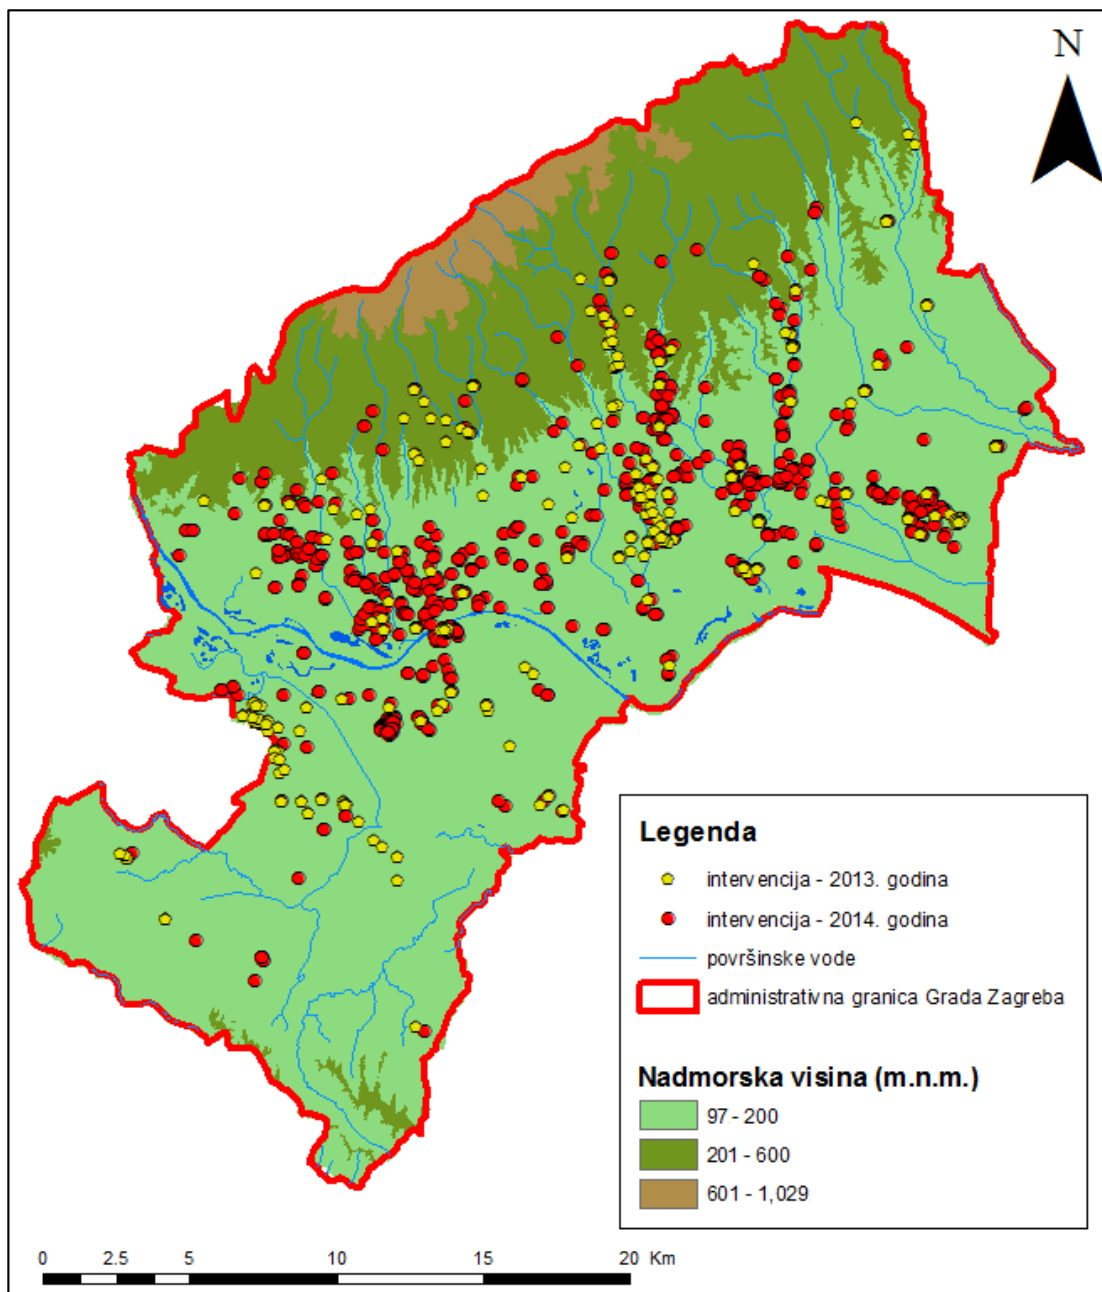 N
Legenda
intervencija - 2013. godina
intervencija - 2014. godina
površinske vode
administrativna granica Grada Zagreba
Nadmorska visina (m.n.m.)
97 - 200
201 - 600
601 - 1,029
0 2.5 5 10 15 20 Km